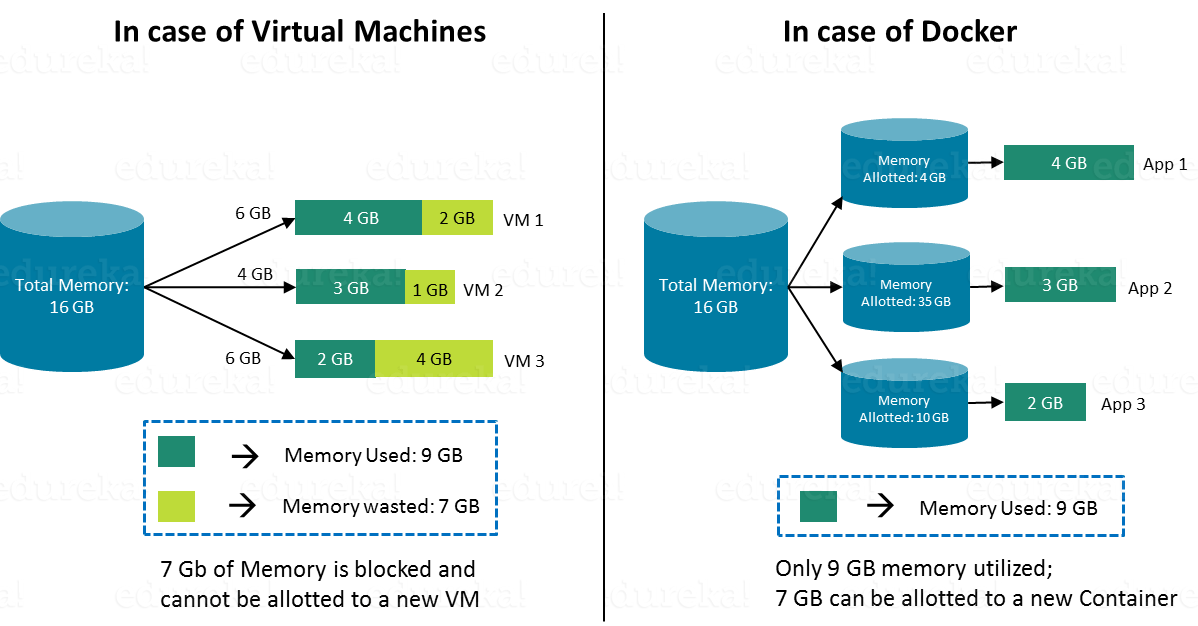 In case of Virtual Machines
Total Memory:
16 GB
6 GB
4 GB
2 GB
VM 1
4 GB
3 GB
1 GB
VM 2
6 GB
2 GB
4 GB
VM 3
→ Memory Used: 9 GB
→ Memory wasted: 7 GB
7 Gb of Memory is blocked and
cannot be allotted to a new VM
In case of Docker
Total Memory:
16 GB
Memory
Allotted: 4 GB
4 GB
App 1
Memory
Allotted: 35 GB
3 GB
App 2
Memory
Allotted: 10 GB
2 GB
App 3
→ Memory Used: 9 GB
Only 9 GB memory utilized;
7 GB can be allotted to a new Container
edureka!